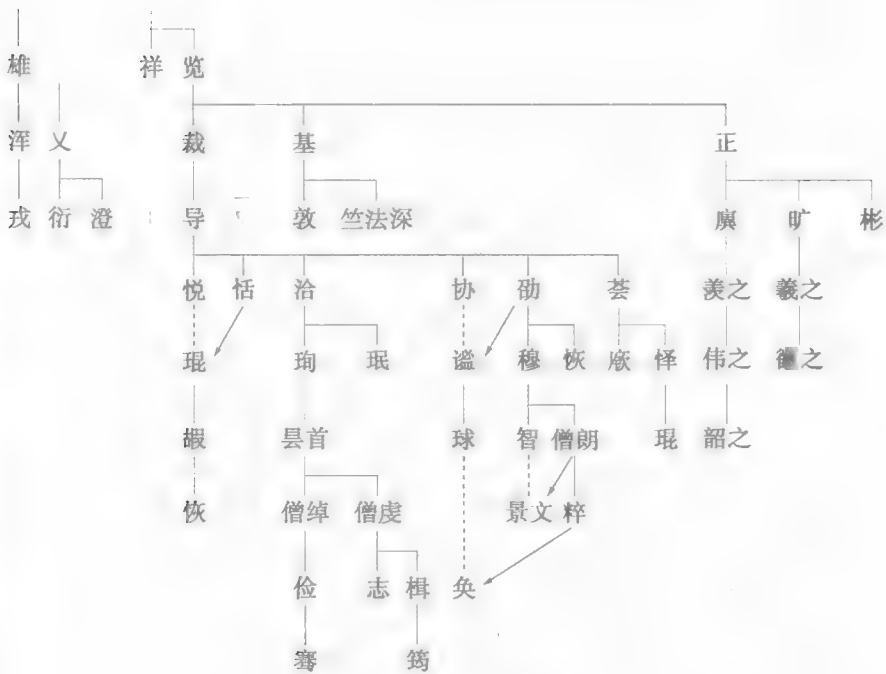 雄 祥 览
浑 乂 裁 基 正
戎 衍 澄 导 敦 竺法深 廙 旷 彬
悦 恬 洽 协 劭 荟 羡之 羲之
琨 珣 珉 谧 穆 恢 廞 怿 伟之
嘏 昙首 球 智 僧朗 琨 韶之
恢 僧绰 僧虔 景文 粹
俭 志 楫 奂
骞 筠